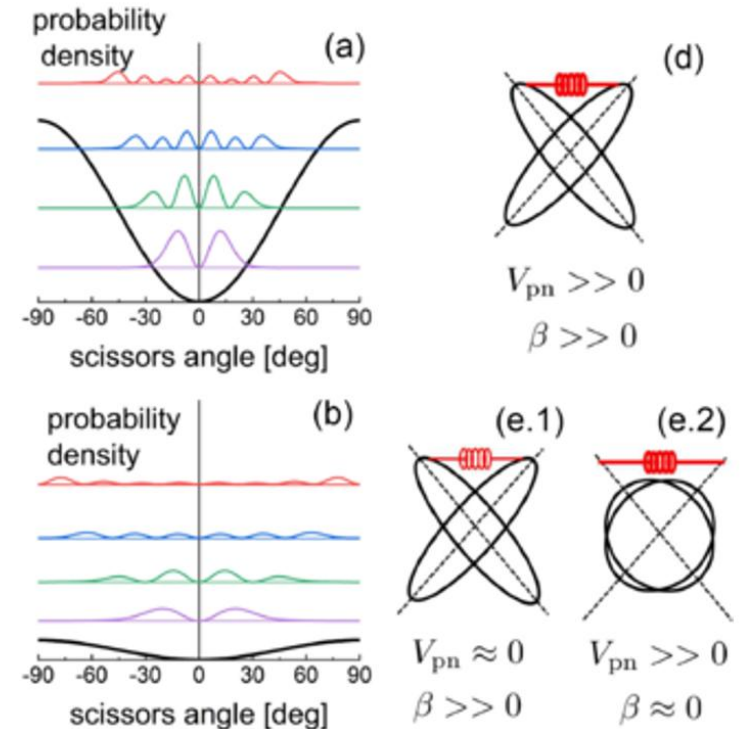 probability
density
(a)
-90 -60 -30 0 30 60 90
scissors angle [deg]
(d)
V_pn >> 0
β >> 0
probability
density
(b)
-90 -60 -30 0 30 60 90
scissors angle [deg]
(e.1)
V_pn ≈ 0
β >> 0
(e.2)
V_pn >> 0
β ≈ 0